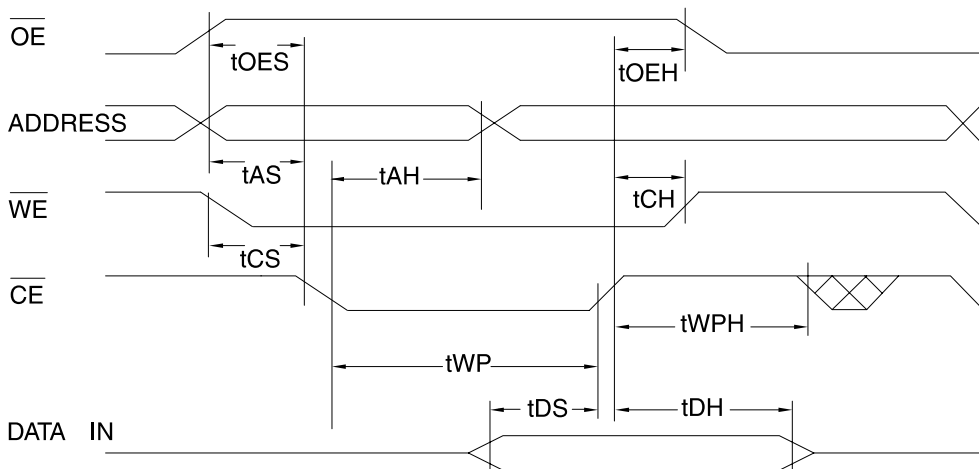 OE
tOES
tOEH
ADDRESS
tAS
tAH
tCH
WE
tCS
CE
tWPH
tWP
tDS
tDH
DATA IN